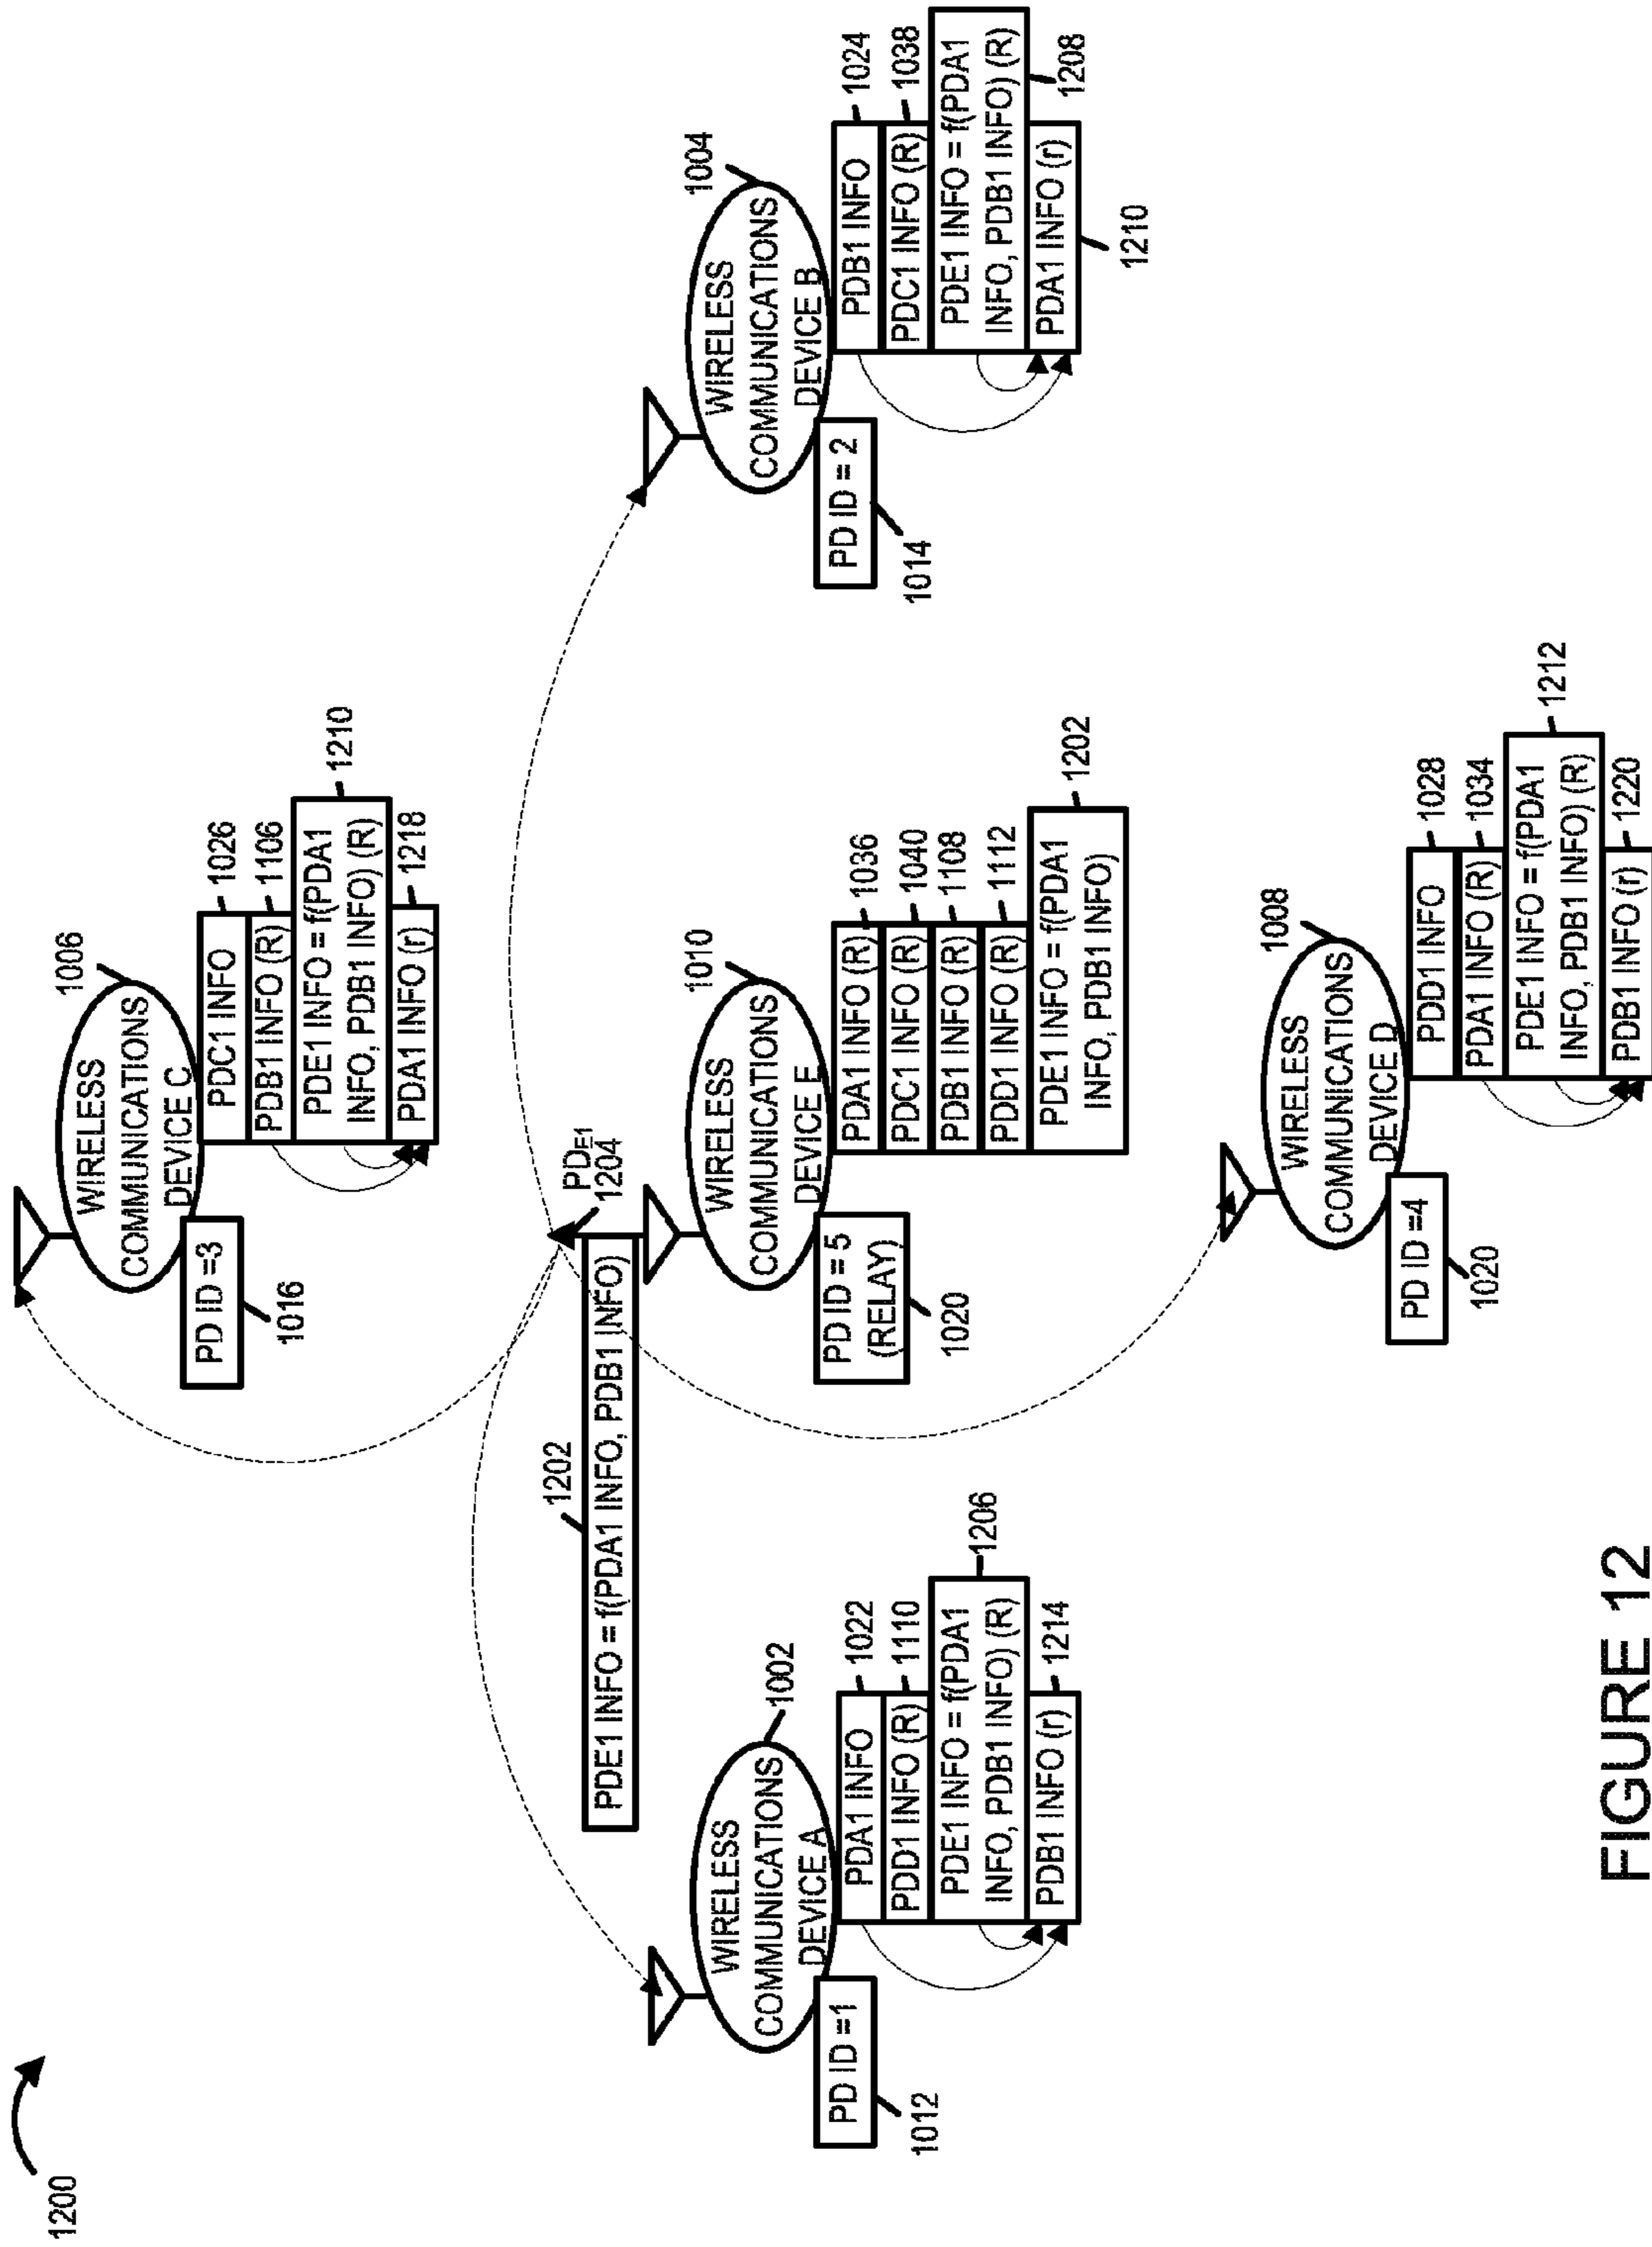 1200
WIRELESS
COMMUNICATIONS
DEVICE C
1006
PD ID =3
1016
PDC1 INFO
1026
PDB1 INFO (R)
1106
PDE1 INFO = f(PDA1
INFO, PDB1 INFO) (R)
1210
PDA1 INFO (r)
1218
1202
PDE1 INFO = f(PDA1 INFO, PDB1 INFO)
PDE1
1204
WIRELESS
COMMUNICATIONS
DEVICE A
1002
PD ID =1
1012
PDA1 INFO
1022
PDD1 INFO (R)
1110
PDE1 INFO = f(PDA1
INFO, PDB1 INFO) (R)
1206
PDB1 INFO (r)
1214
WIRELESS
COMMUNICATIONS
DEVICE E
1010
PD ID = 5
(RELAY)
1020
PDA1 INFO (R)
1036
PDC1 INFO (R)
1040
PDB1 INFO (R)
1108
PDD1 INFO (R)
1112
PDE1 INFO = f(PDA1
INFO, PDB1 INFO)
1202
WIRELESS
COMMUNICATIONS
DEVICE B
1004
PD ID = 2
1014
PDB1 INFO
1024
PDC1 INFO (R)
1038
PDE1 INFO = f(PDA1
INFO, PDB1 INFO) (R)
1208
PDA1 INFO (r)
1210
WIRELESS
COMMUNICATIONS
DEVICE D
1008
PD ID =4
1020
PDD1 INFO
1028
PDA1 INFO (R)
1034
PDE1 INFO = f(PDA1
INFO, PDB1 INFO) (R)
1212
PDB1 INFO (r)
1220
FIGURE 12